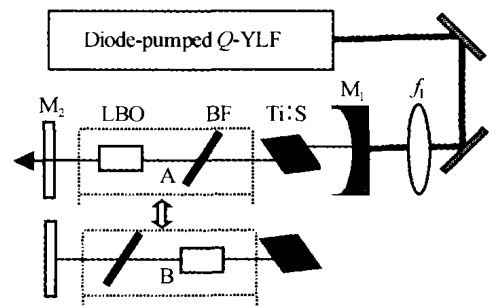 Diode-pumped Q-YLF
M₂ LBO BF Ti:S M₁ f₁
A
B